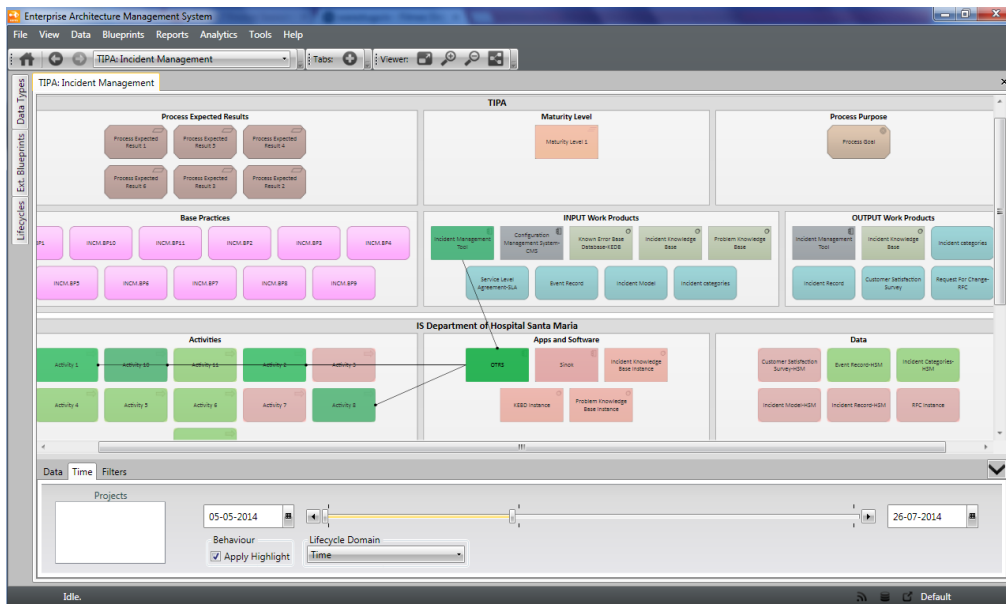 Enterprise Architecture Management System
File View Data Blueprints Reports Analytics Tools Help
TIPA: Incident Management
Tabs:
Viewer:
Data Types
Ext. Blueprints
Lifecycles
TIPA: Incident Management
TIPA
Process Expected Results
Process Expected
Result 1
Process Expected
Result 5
Process Expected
Result 4
Process Expected
Result 6
Process Expected
Result 3
Process Expected
Result 2
Maturity Level
Maturity Level 1
Process Purpose
Process Goal
Base Practices
BP1
INCM.BP10
INCM.BP11
INCM.BP2
INCM.BP3
INCM.BP4
INCM.BP5
INCM.BP6
INCM.BP7
INCM.BP8
INCM.BP9
INPUT Work Products
Incident Management
Tool
Configuration
Management System-
CMS
Known Error Base
Database-KEDB
Incident Knowledge
Base
Problem Knowledge
Base
Service Level
Agreement-SLA
Event Record
Incident Model
Incident categories
OUTPUT Work Products
Incident Management
Tool
Incident Knowledge
Base
Incident categories
Incident Record
Customer Satisfaction
Survey
Request For Change-
RFC
IS Department of Hospital Santa Maria
Activities
Activity 1
Activity 10
Activity 11
Activity 4
Activity 5
Activity 6
Activity 7
Activity 8
Apps and Software
OTRS
Incident Knowledge
Base Instance
KEBD Instance
Problem Knowledge
Base Instance
Data
Customer Satisfaction
Survey-HSM
Event Record-HSM
Incident Categories-
HSM
Incident Model-HSM
Incident Record-HSM
RFC Instance
Data Time Filters
Projects
05-05-2014
26-07-2014
Behaviour
Apply Highlight
Lifecycle Domain
Time
Idle.
Default